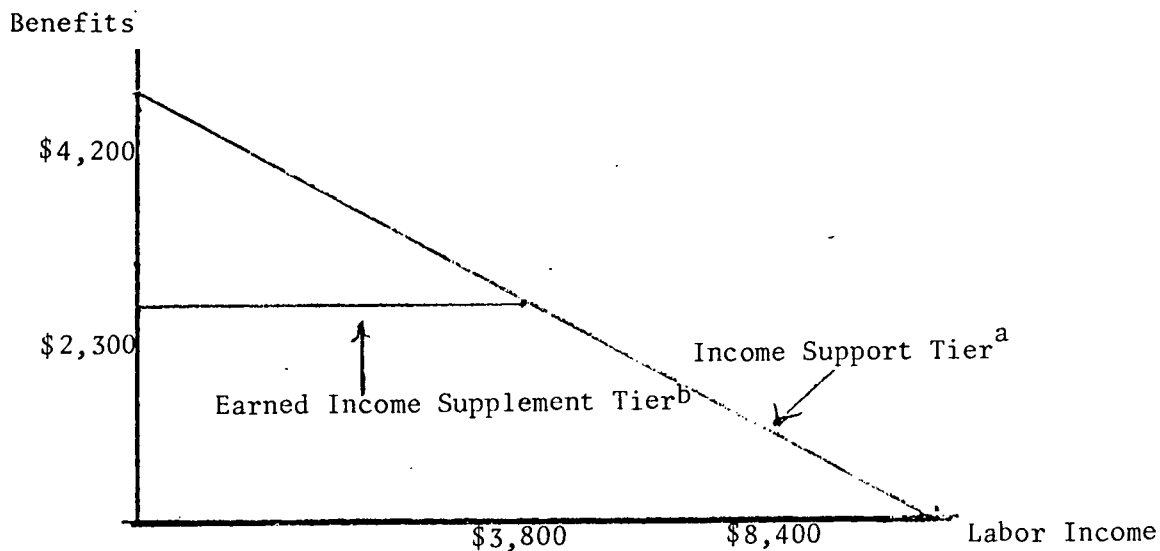 Benefits
$4,200
$2,300
Income Support Tier^a
Earned Income Supplement Tier^b
$3,800 $8,400 Labor Income